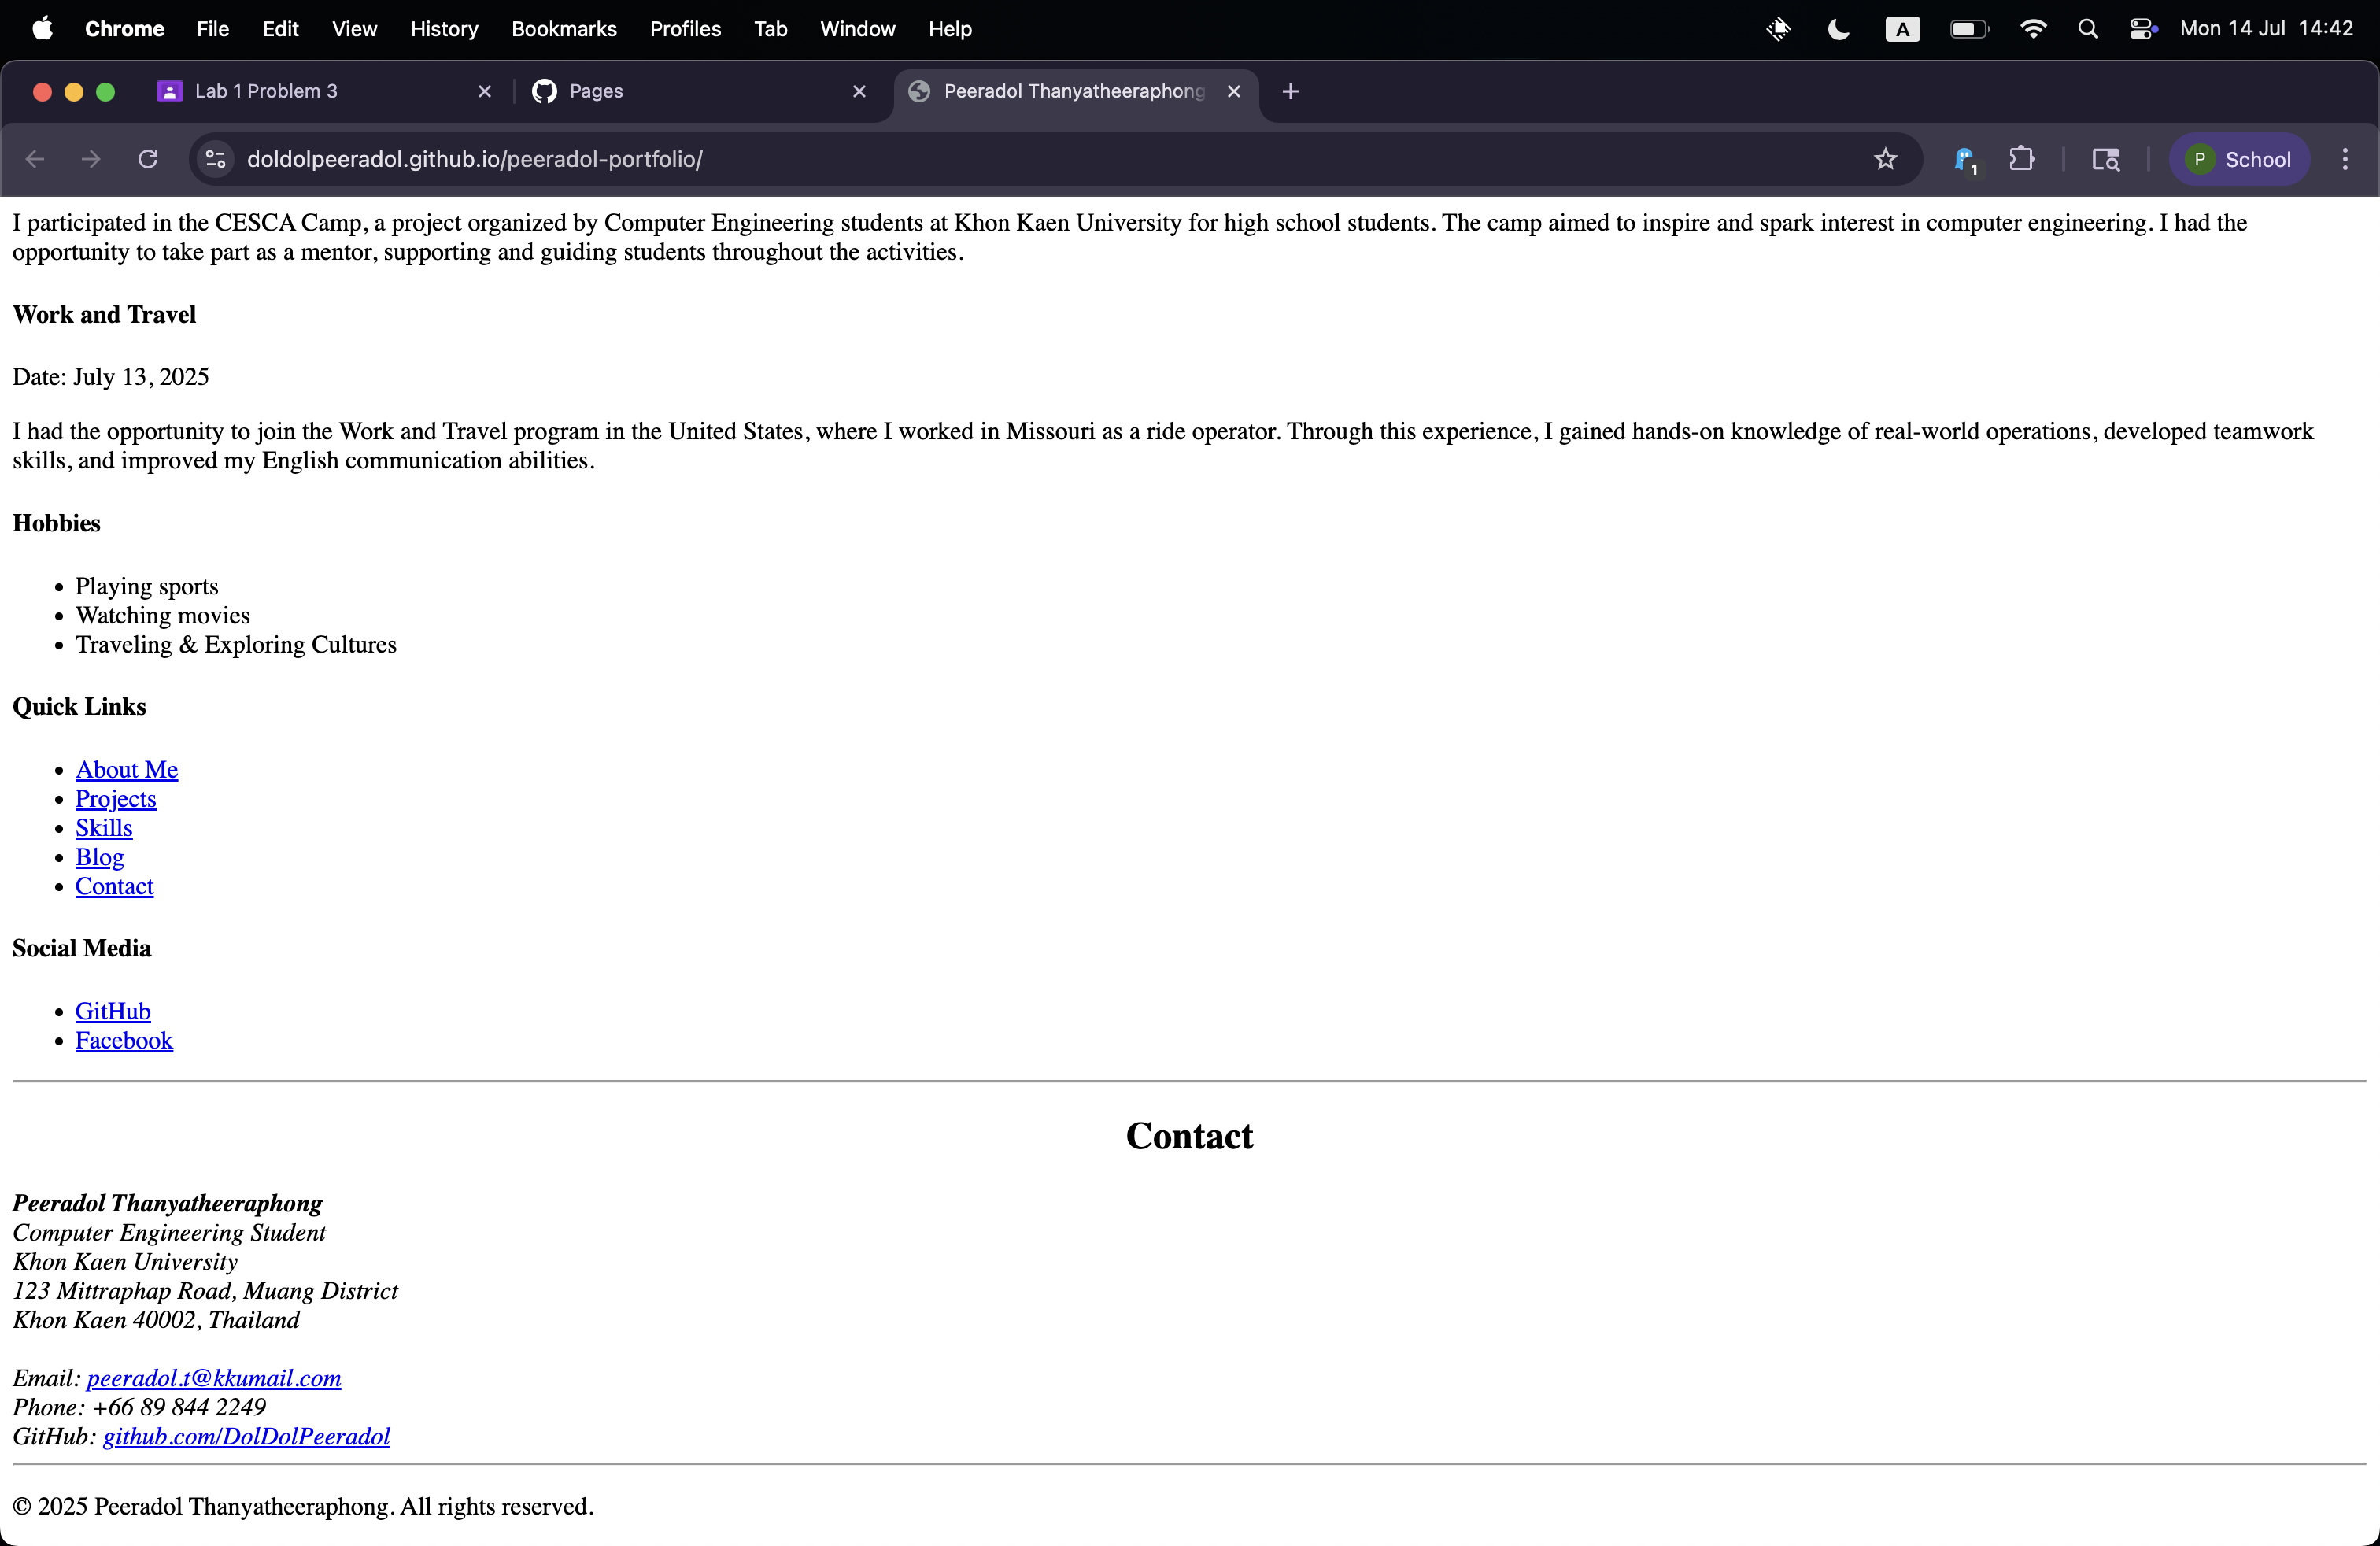 Chrome File Edit View History Bookmarks Profiles Tab Window Help A Mon 14 Jul 14:42
Lab 1 Problem 3 Pages Peeradol Thanyatheeraphong
doldolpeeradol.github.io/peeradol-portfolio/ 1 P School
I participated in the CESCA Camp, a project organized by Computer Engineering students at Khon Kaen University for high school students. The camp aimed to inspire and spark interest in computer engineering. I had the
opportunity to take part as a mentor, supporting and guiding students throughout the activities.
Work and Travel
Date: July 13, 2025
I had the opportunity to join the Work and Travel program in the United States, where I worked in Missouri as a ride operator. Through this experience, I gained hands-on knowledge of real-world operations, developed teamwork
skills, and improved my English communication abilities.
Hobbies
• Playing sports
• Watching movies
• Traveling & Exploring Cultures
Quick Links
• About Me
• Projects
• Skills
• Blog
• Contact
Social Media
• GitHub
• Facebook
Contact
Peeradol Thanyatheeraphong
Computer Engineering Student
Khon Kaen University
123 Mittraphap Road, Muang District
Khon Kaen 40002, Thailand
Email: peeradol.t@kkumail.com
Phone: +66 89 844 2249
GitHub: github.com/DolDolPeeradol
© 2025 Peeradol Thanyatheeraphong. All rights reserved.